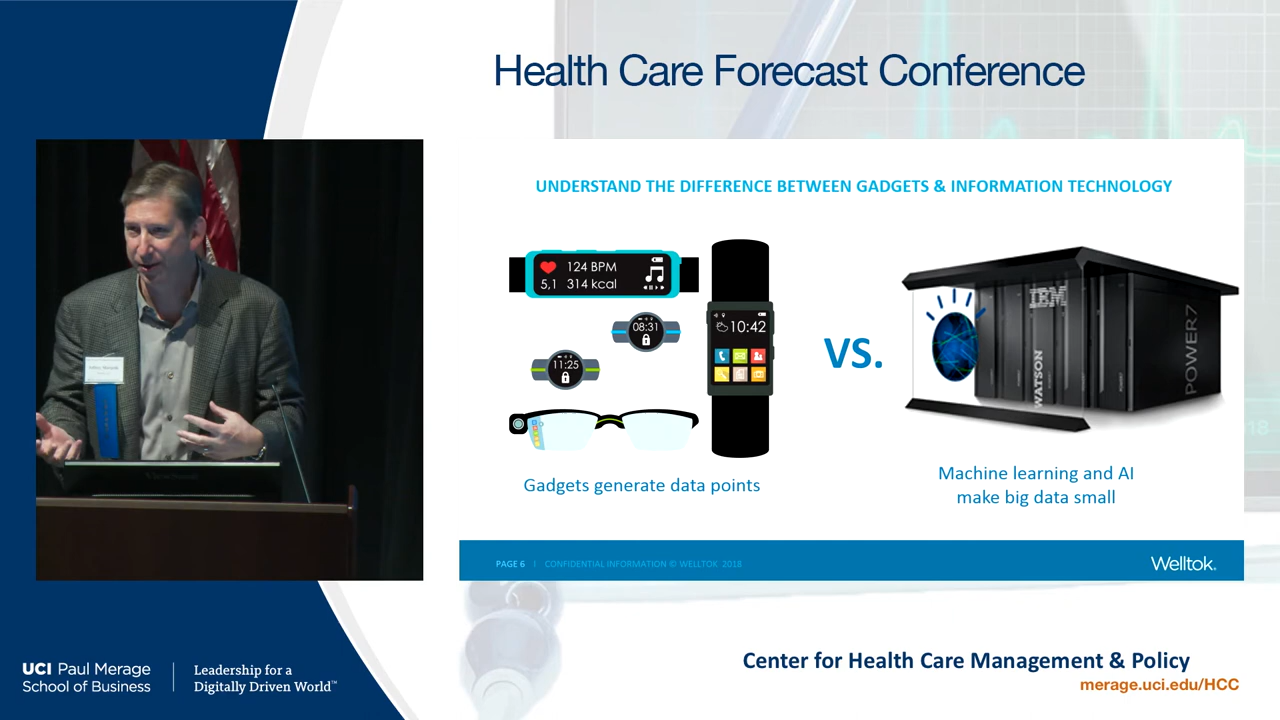 Health Care Forecast Conference
UNDERSTAND THE DIFFERENCE BETWEEN GADGETS & INFORMATION TECHNOLOGY
124 BPM
5,1 314 kcal
08:31
10:42
11:25
VS.
IBM
WATSON
POWER7
Gadgets generate data points
Machine learning and AI
make big data small
PAGE 6 | CONFIDENTIAL INFORMATION © WELLTOK 2018
Welltok.
ViewSonic
UCI Paul Merage
School of Business
Leadership for a
Digitally Driven World™
Center for Health Care Management & Policy
merage.uci.edu/HCC